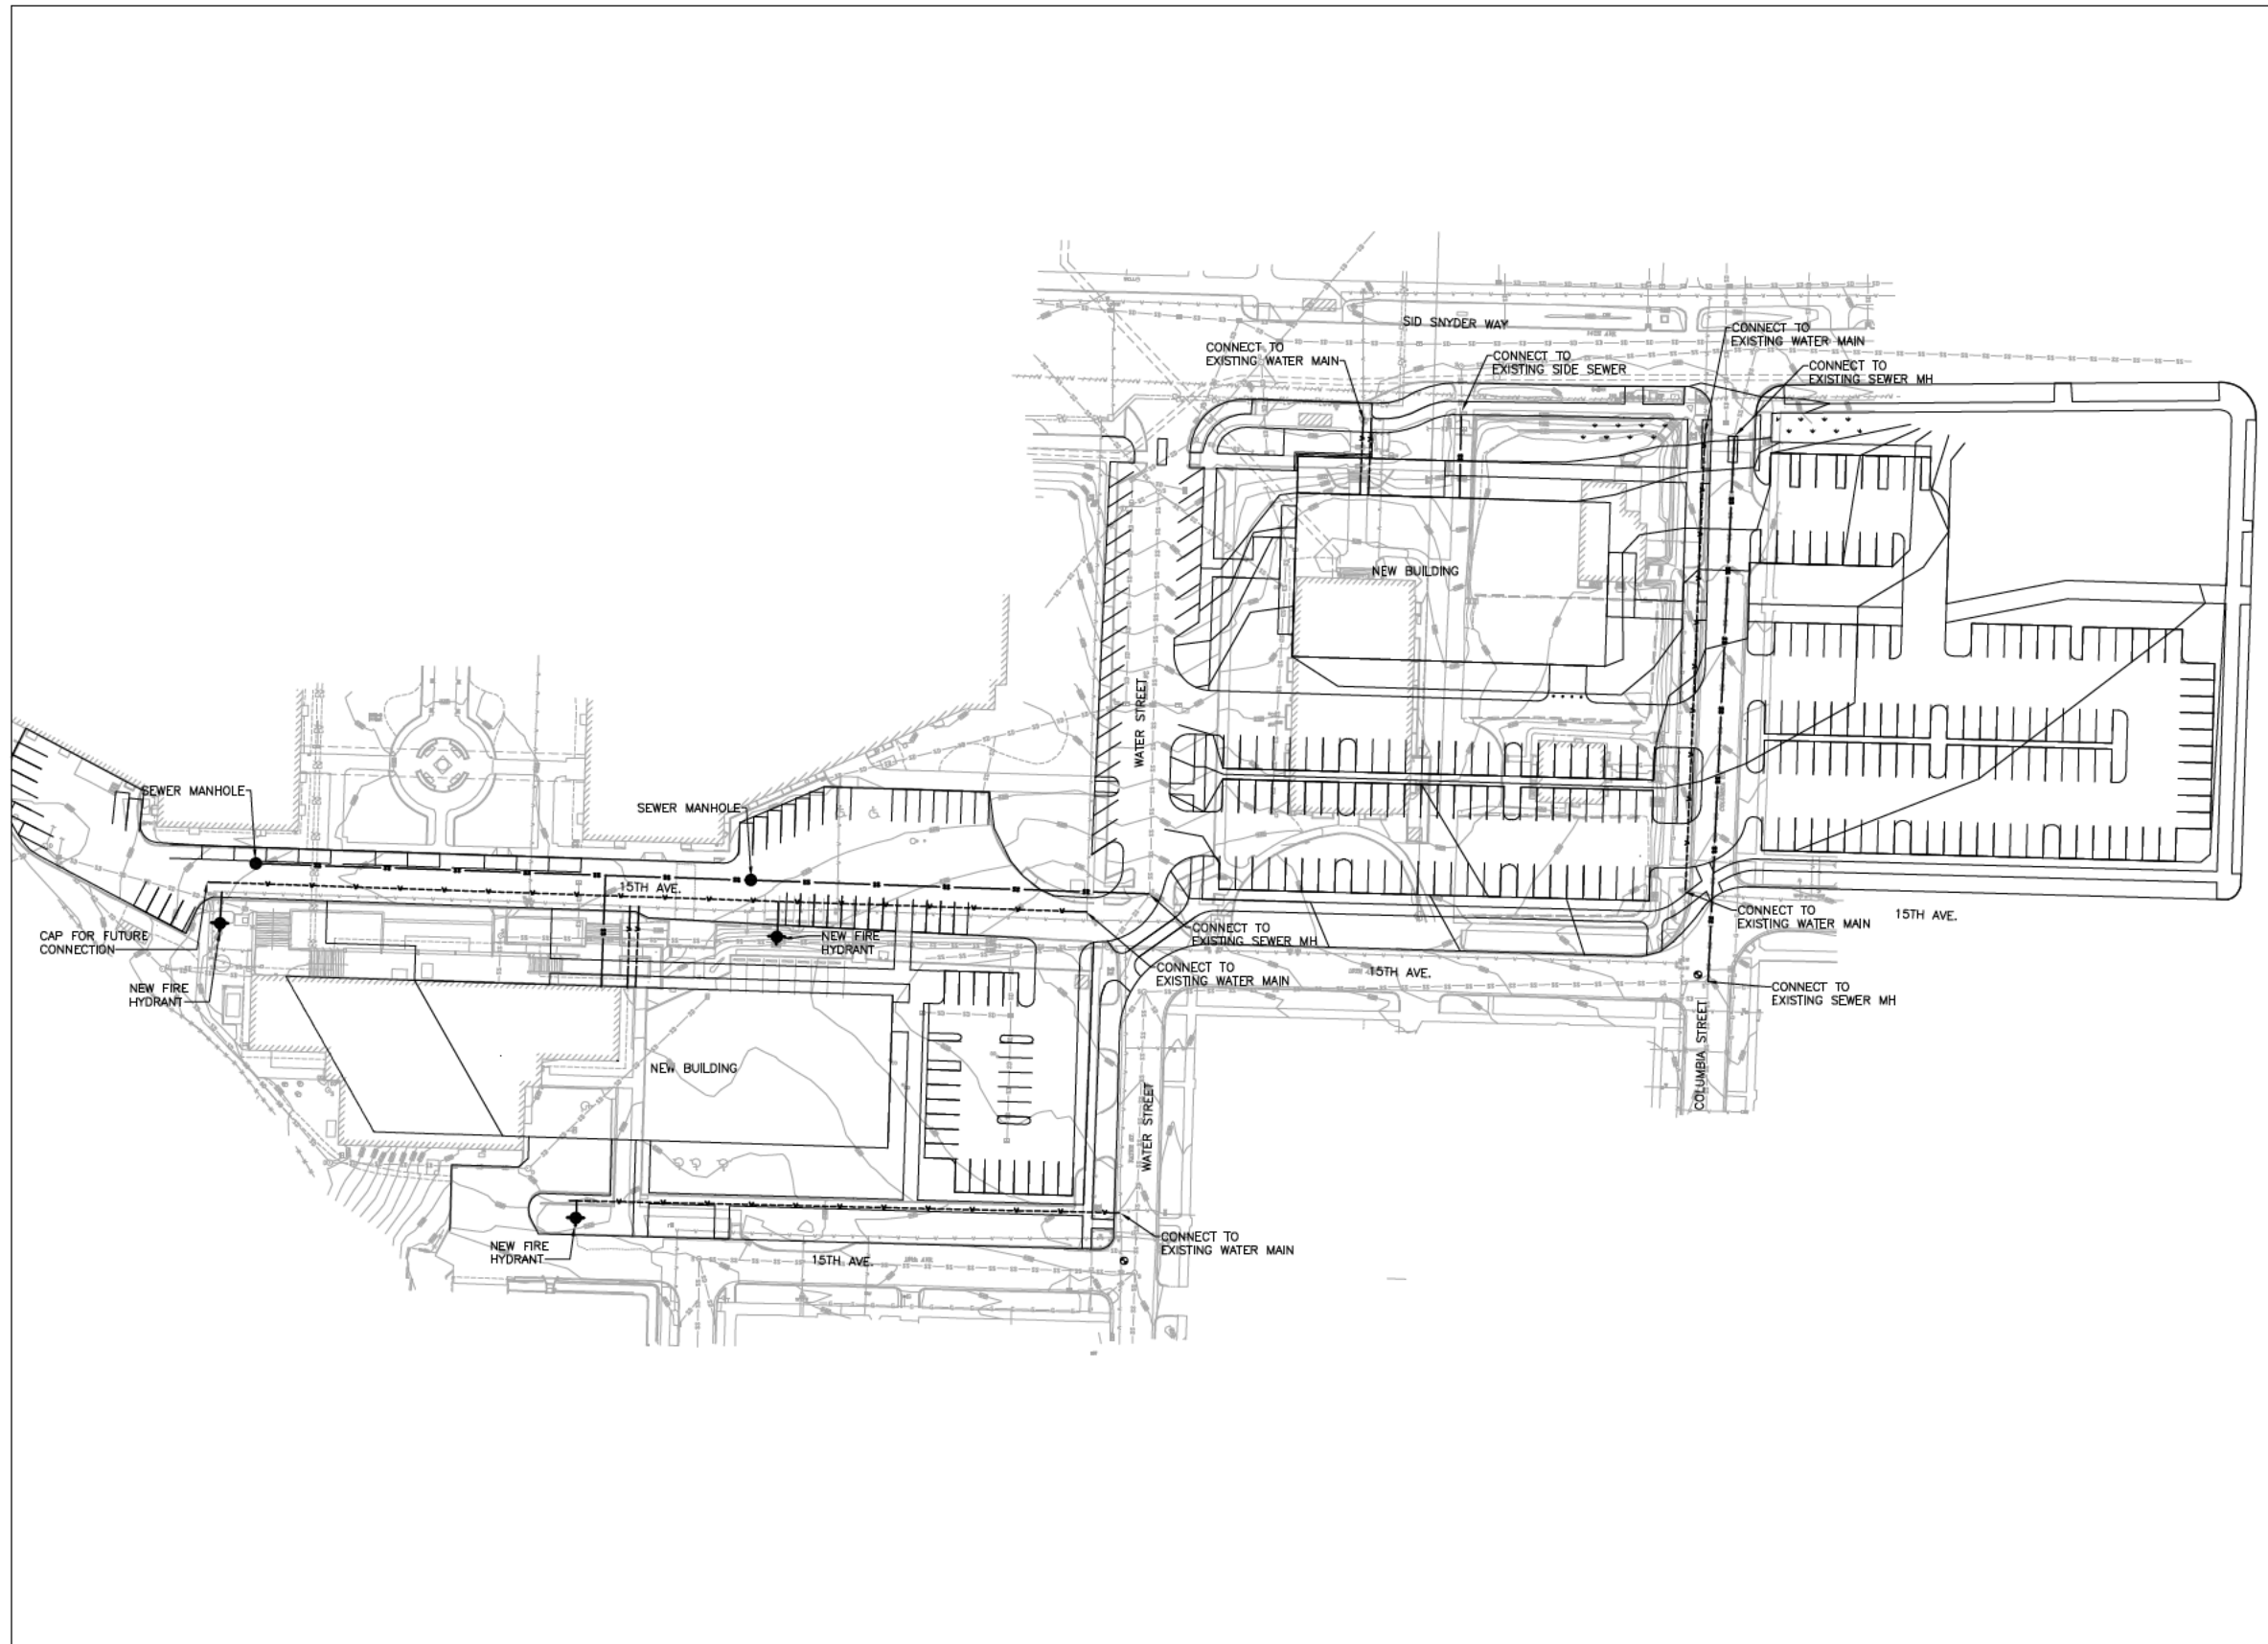 SID SNYDER WAY
CONNECT TO
EXISTING WATER MAIN
CONNECT TO
EXISTING WATER MAIN
CONNECT TO
EXISTING SIDE SEWER
CONNECT TO
EXISTING SEWER MH
NEW BUILDING
WATER STREET
SEWER MANHOLE
SEWER MANHOLE
15TH AVE.
CAP FOR FUTURE
CONNECTION
NEW FIRE
HYDRANT
NEW FIRE
HYDRANT
CONNECT TO
EXISTING SEWER MH
CONNECT TO
EXISTING WATER MAIN
CONNECT TO
EXISTING WATER MAIN
15TH AVE.
15TH AVE.
CONNECT TO
EXISTING SEWER MH
COLUMBIA STREET
NEW BUILDING
WATER STREET
NEW FIRE
HYDRANT
15TH AVE.
CONNECT TO
EXISTING WATER MAIN